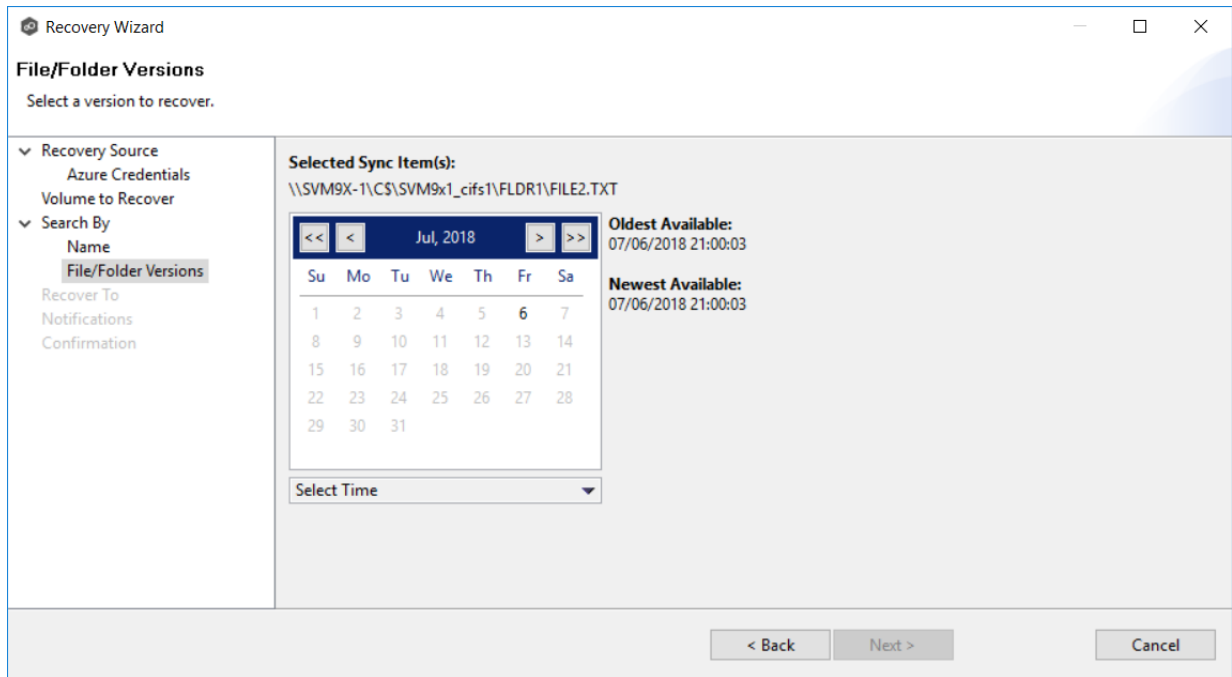 Recovery Wizard
File/Folder Versions
Select a version to recover.
Recovery Source
Azure Credentials
Volume to Recover
Search By
Name
File/Folder Versions
Recover To
Notifications
Confirmation
Selected Sync Item(s):
\\SVM9X-1\C$\SVM9x1_cifs1\FLDR1\FILE2.TXT
<< < Jul, 2018 > >>
Su Mo Tu We Th Fr Sa
1 2 3 4 5 6 7
8 9 10 11 12 13 14
15 16 17 18 19 20 21
22 23 24 25 26 27 28
29 30 31
Select Time
Oldest Available:
07/06/2018 21:00:03
Newest Available:
07/06/2018 21:00:03
< Back Next > Cancel